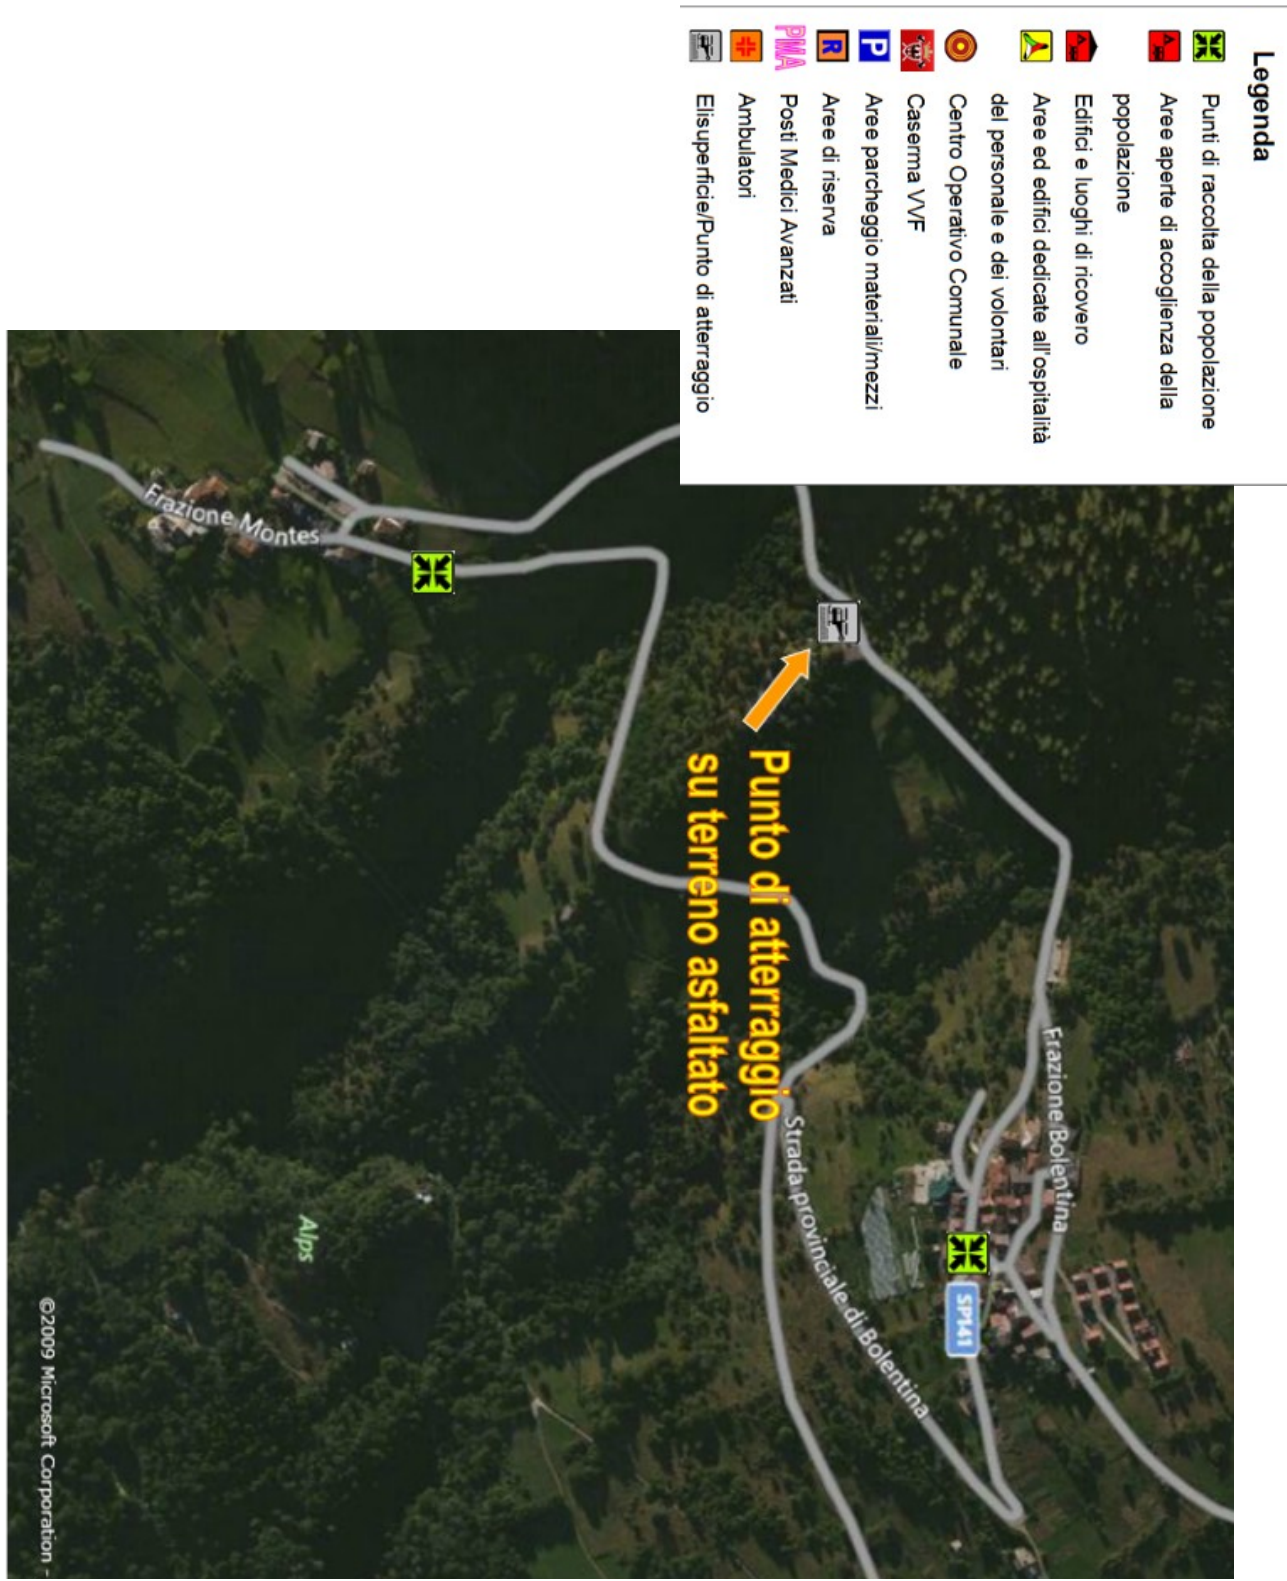 Legenda
Punti di raccolta della popolazione
Aree aperte di accoglienza della
popolazione
Edifici e luoghi di ricovero
Aree ed edifici dedicate all'ospitalità
del personale e dei volontari
Centro Operativo Comunale
Caserma VVF
P Aree parcheggio materiali/mezzi
R Aree di riserva
PMA Posti Medici Avanzati
Ambulatori
Elisuperficie/Punto di atterraggio
Frazione Bolentina
SP141
Strada provinciale di Bolentina
Punto di atterraggio
su terreno asfaltato
Frazione Montes
Alps
©2009 Microsoft Corporation -